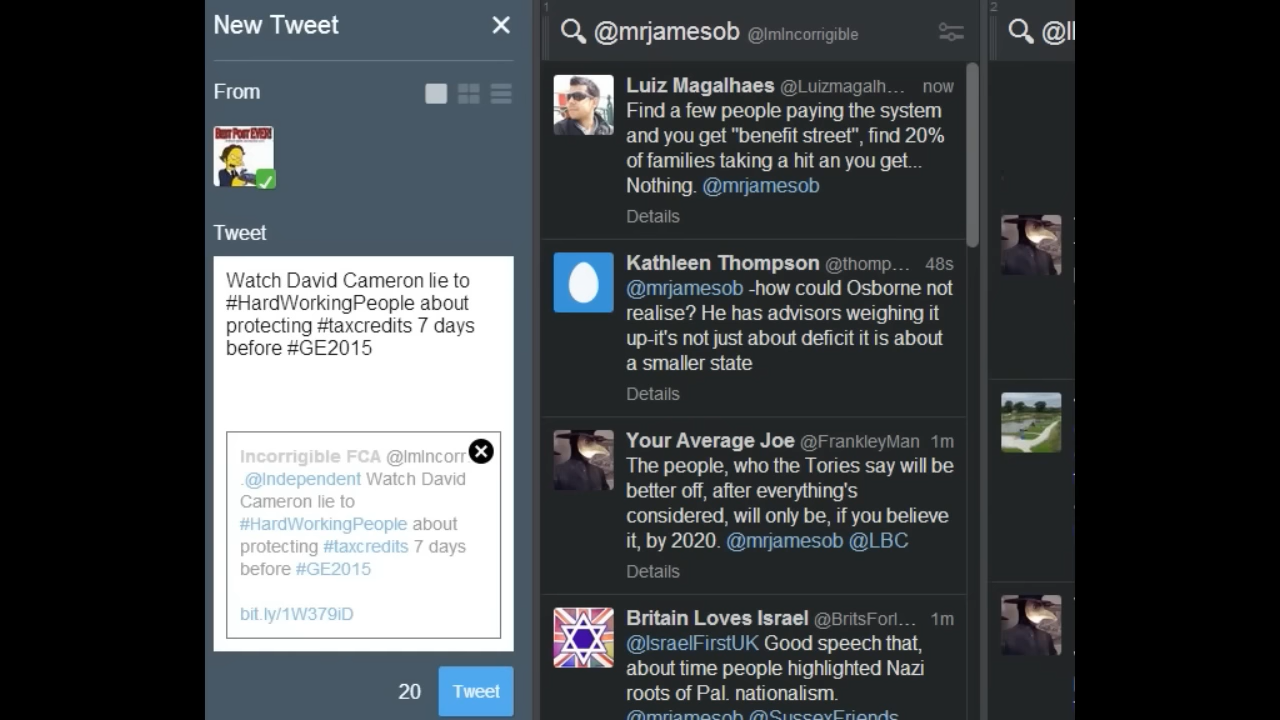 New Tweet
From
BEST POST EVER!
Tweet
Watch David Cameron lie to
#HardWorkingPeople about
protecting #taxcredits 7 days
before #GE2015
Incorrigible FCA @ImIncorr
.@Independent Watch David
Cameron lie to
#HardWorkingPeople about
protecting #taxcredits 7 days
before #GE2015
bit.ly/1W379iD
20
Tweet
1
@mrjamesob @ImIncorrigible
Luiz Magalhaes @Luizmagalh... now
Find a few people paying the system
and you get "benefit street", find 20%
of families taking a hit an you get...
Nothing. @mrjamesob
Details
Kathleen Thompson @thomp... 48s
@mrjamesob -how could Osborne not
realise? He has advisors weighing it
up-it's not just about deficit it is about
a smaller state
Details
Your Average Joe @FrankleyMan 1m
The people, who the Tories say will be
better off, after everything's
considered, will only be, if you believe
it, by 2020. @mrjamesob @LBC
Details
Britain Loves Israel @BritsForI... 1m
@IsraelFirstUK Good speech that,
about time people highlighted Nazi
roots of Pal. nationalism.
@mrjamesob @SussexFriends
2